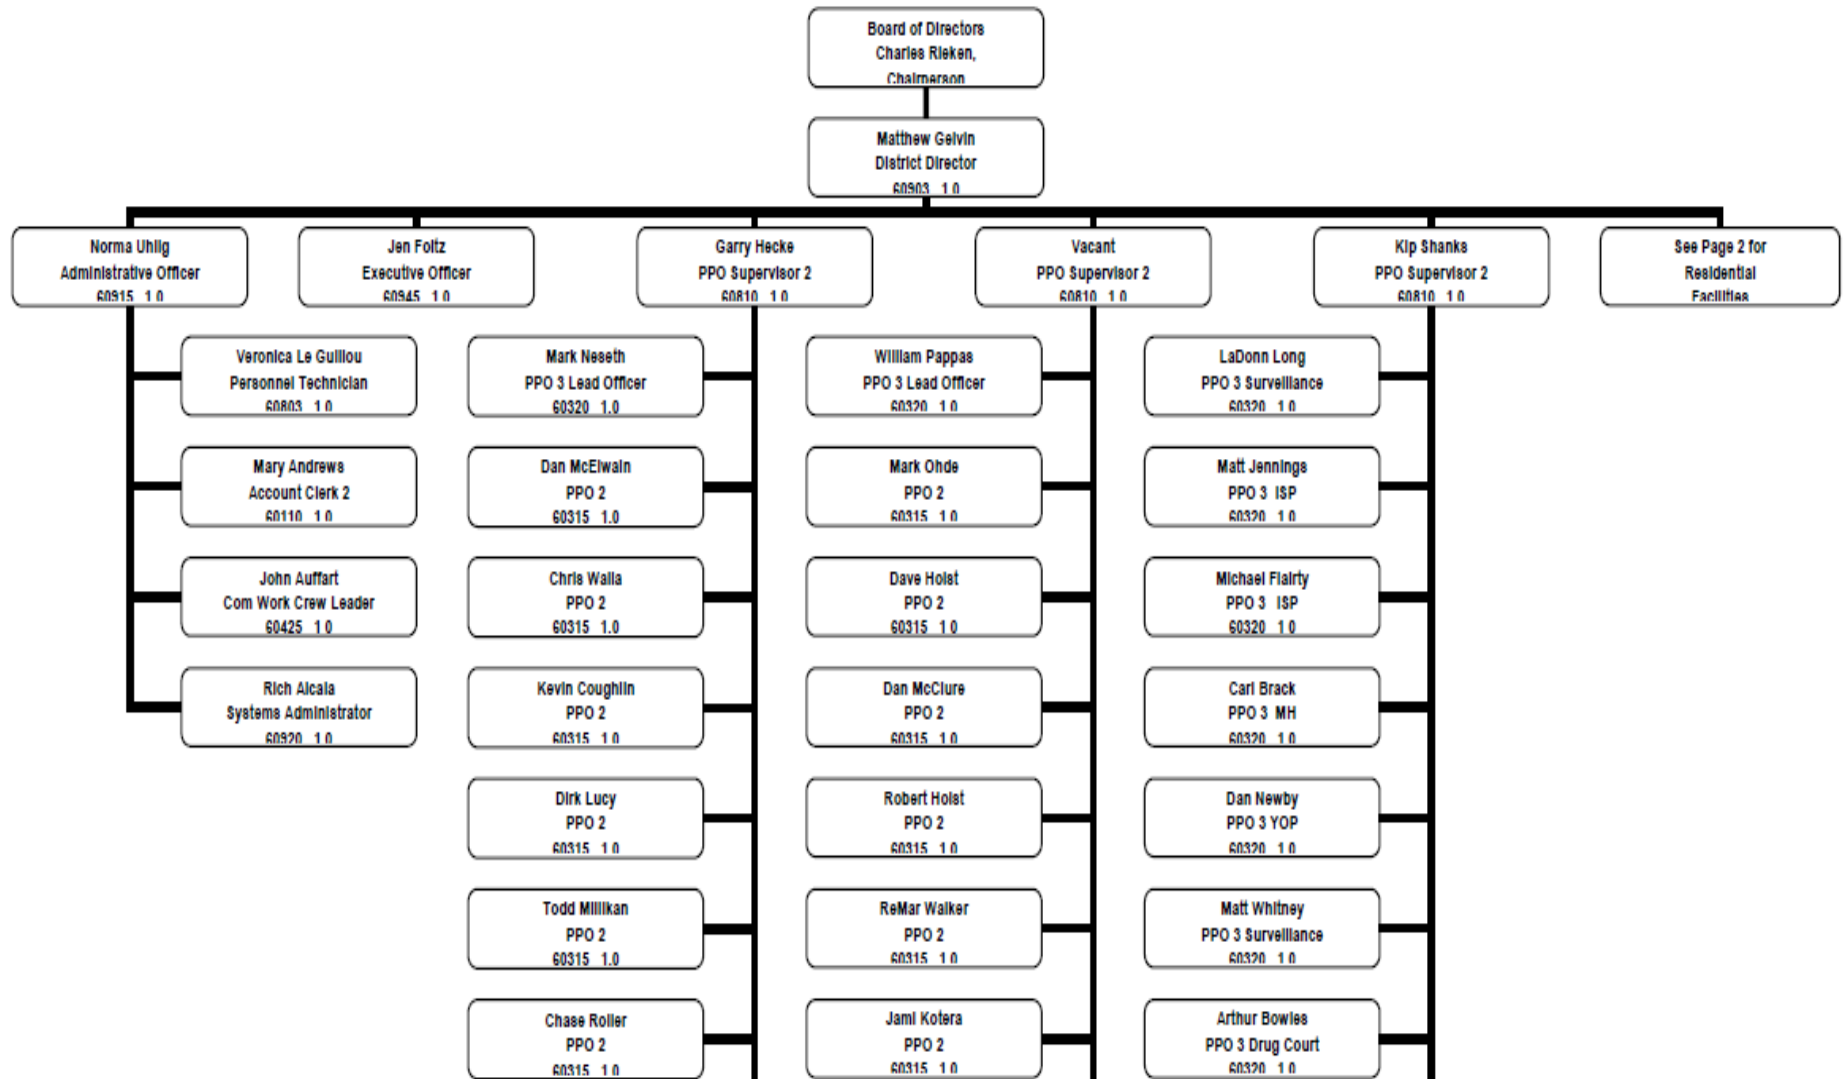 Board of Directors
Charles Rieken,
Chairperson
Matthew Gelvin
District Director
60903 1.0
Norma Uhlig
Administrative Officer
60915 1.0
Jen Foltz
Executive Officer
60945 1.0
Garry Hecke
PPO Supervisor 2
60810 1.0
Vacant
PPO Supervisor 2
60810 1.0
Kip Shanks
PPO Supervisor 2
60810 1.0
See Page 2 for
Residential
Facilities
Veronica Le Guillou
Personnel Technician
60803 1.0
Mark Neseth
PPO 3 Lead Officer
60320 1.0
William Pappas
PPO 3 Lead Officer
60320 1.0
LaDonn Long
PPO 3 Surveillance
60320 1.0
Mary Andrews
Account Clerk 2
60110 1.0
Dan McElwain
PPO 2
60315 1.0
Mark Ohde
PPO 2
60315 1.0
Matt Jennings
PPO 3 ISP
60320 1.0
John Auffart
Com Work Crew Leader
60425 1.0
Chris Walla
PPO 2
60315 1.0
Dave Holst
PPO 2
60315 1.0
Michael Flairty
PPO 3 ISP
60320 1.0
Rich Alcala
Systems Administrator
60920 1.0
Kevin Coughlin
PPO 2
60315 1.0
Dan McClure
PPO 2
60315 1.0
Carl Brack
PPO 3 MH
60320 1.0
Dirk Lucy
PPO 2
60315 1.0
Robert Holst
PPO 2
60315 1.0
Dan Newby
PPO 3 YOP
60320 1.0
Todd Millikan
PPO 2
60315 1.0
ReMar Walker
PPO 2
60315 1.0
Matt Whitney
PPO 3 Surveillance
60320 1.0
Chase Roller
PPO 2
60315 1.0
Jami Kotera
PPO 2
60315 1.0
Arthur Bowles
PPO 3 Drug Court
60320 1.0